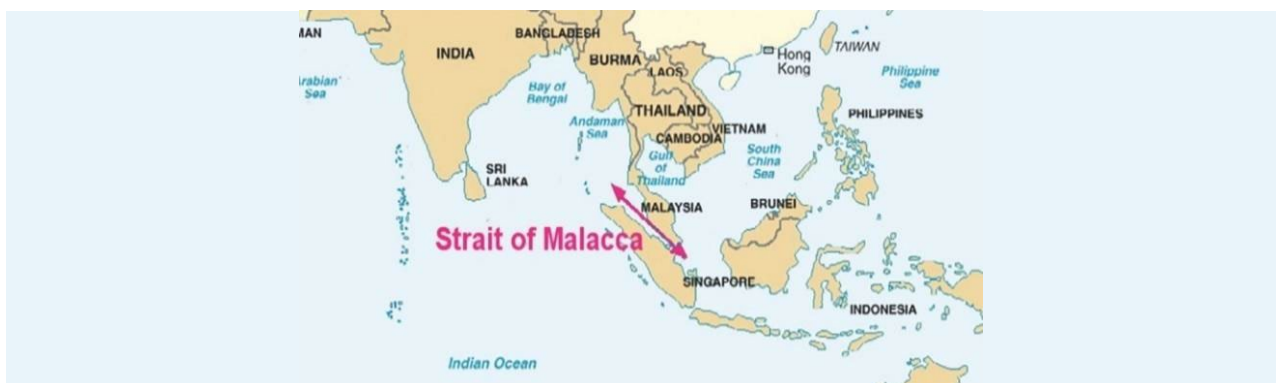 MAN
INDIA
BANGLADESH
BURMA
LAOS
Hong
Kong
TAIWAN
Philippine
Sea
rabian
Sea
Bay of
Bengal
Andaman
Sea
THAILAND
CAMBODIA
VIETNAM
PHILIPPINES
Gulf
of
Thailand
South
China
Sea
SRI
LANKA
MALAYSIA
BRUNEI
Strait of Malacca
SINGAPORE
INDONESIA
Indian Ocean